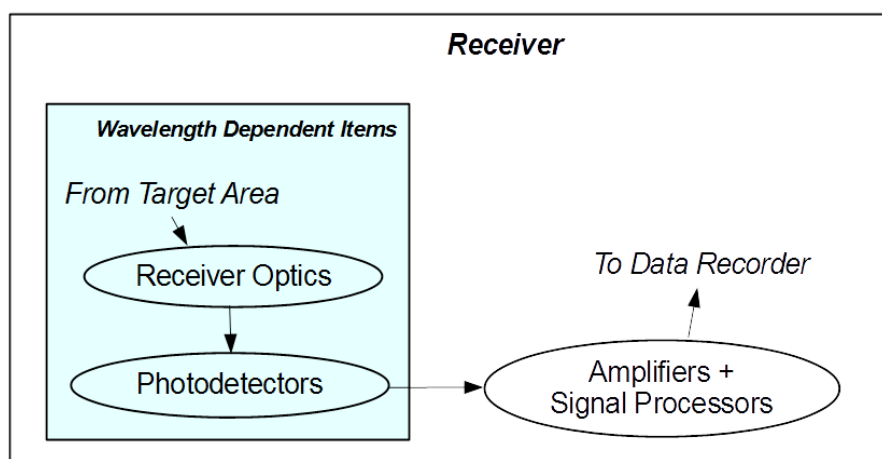 Receiver
Wavelength Dependent Items
From Target Area
Receiver Optics
To Data Recorder
Photodetectors
Amplifiers +
Signal Processors